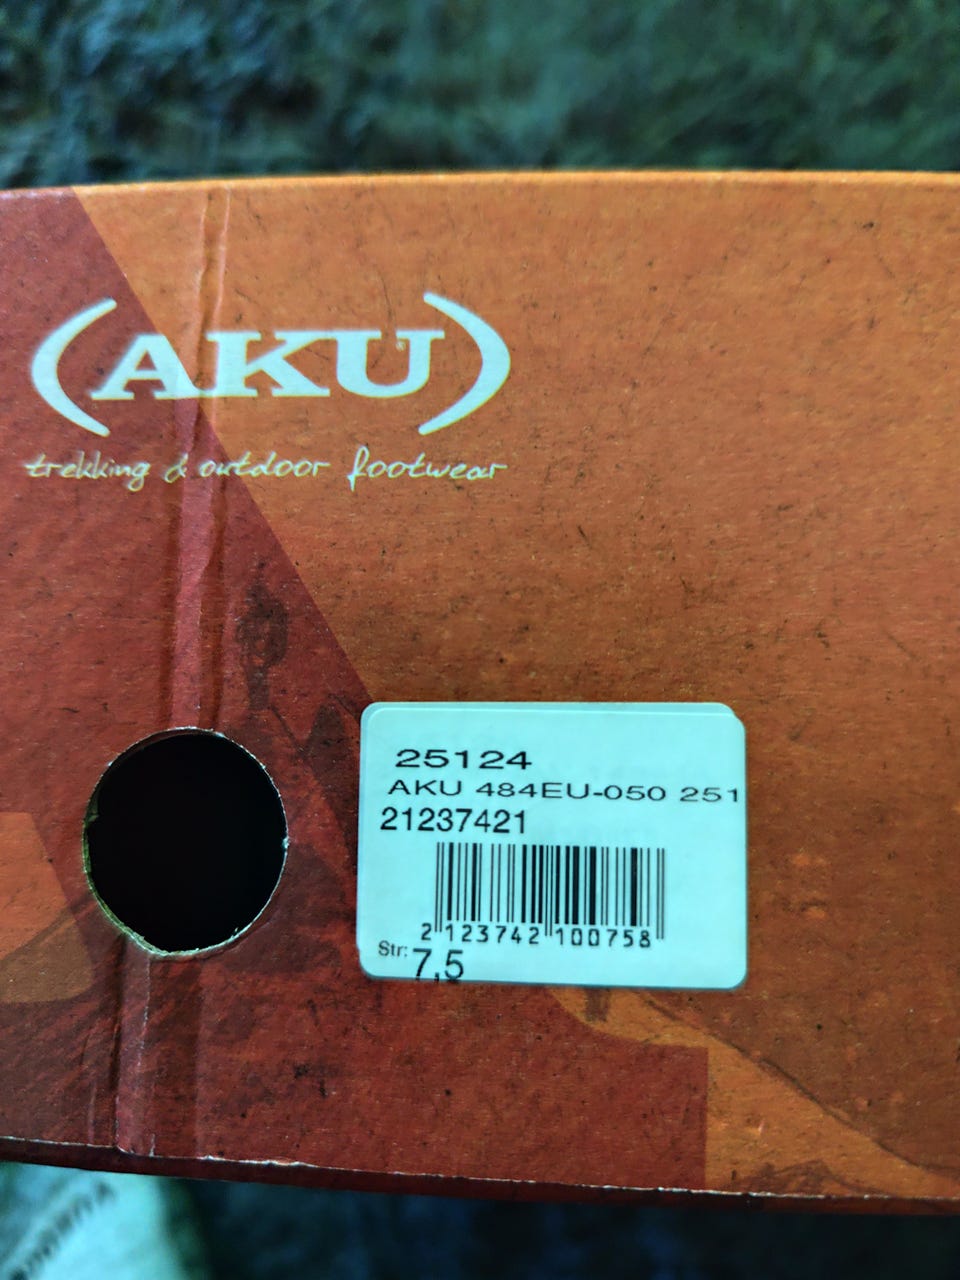 (AKU)
trekking & outdoor footwear
25124
AKU 484EU-050 251
21237421
2 123742 100758
Str: 7,5